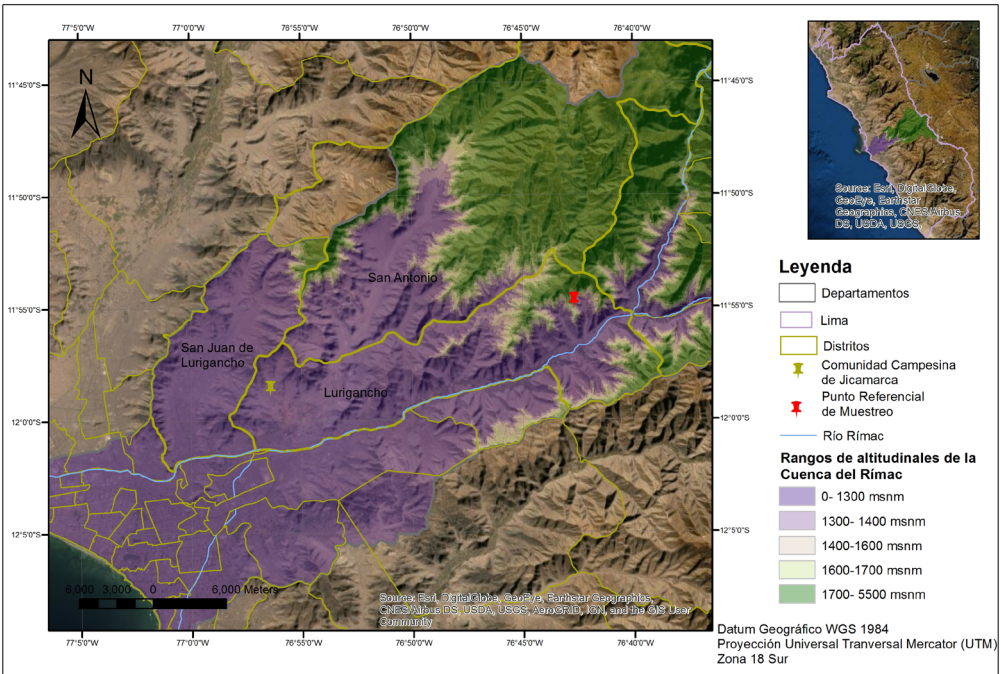 77°5'0"W 77°0'0"W 76°55'0"W 76°50'0"W 76°45'0"W 76°40'0"W
11°45'0"S
11°50'0"S
11°55'0"S
12°0'0"S
12°5'0"S
N
San Antonio
San Juan de
Lurigancho
Lurigancho
6,000 3,000 0 6,000 Meters
Source: Esri, DigitalGlobe, GeoEye, Earthstar Geographics,
CNES/Airbus DS, USDA, USGS, AeroGRID, IGN, and the GIS User
Community
77°5'0"W 77°0'0"W 76°55'0"W 76°50'0"W 76°45'0"W 76°40'0"W
11°45'0"S
11°50'0"S
11°55'0"S
12°0'0"S
12°5'0"S
Source: Esri, DigitalGlobe,
GeoEye, Earthstar
Geographics, CNES/Airbus
DS, USDA, USGS,
Leyenda
Departamentos
Lima
Distritos
Comunidad Campesina
de Jicamarca
Punto Referencial
de Muestreo
Río Rímac
Rangos de altitudinales de la
Cuenca del Rímac
0- 1300 msnm
1300- 1400 msnm
1400-1600 msnm
1600-1700 msnm
1700- 5500 msnm
Datum Geográfico WGS 1984
Proyección Universal Tranversal Mercator (UTM)
Zona 18 Sur